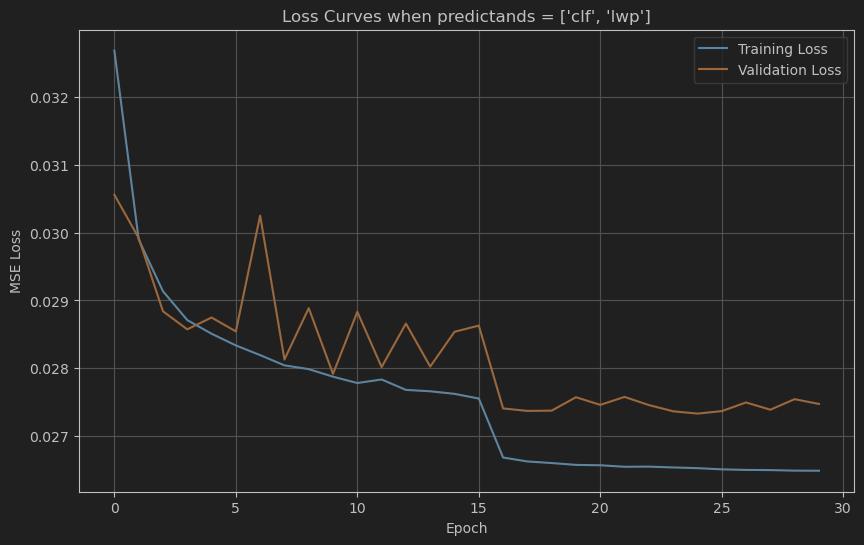 Loss Curves when predictands = ['clf', 'lwp']
Training Loss
Validation Loss
MSE Loss
0.032
0.031
0.030
0.029
0.028
0.027
0 5 10 15 20 25 30
Epoch